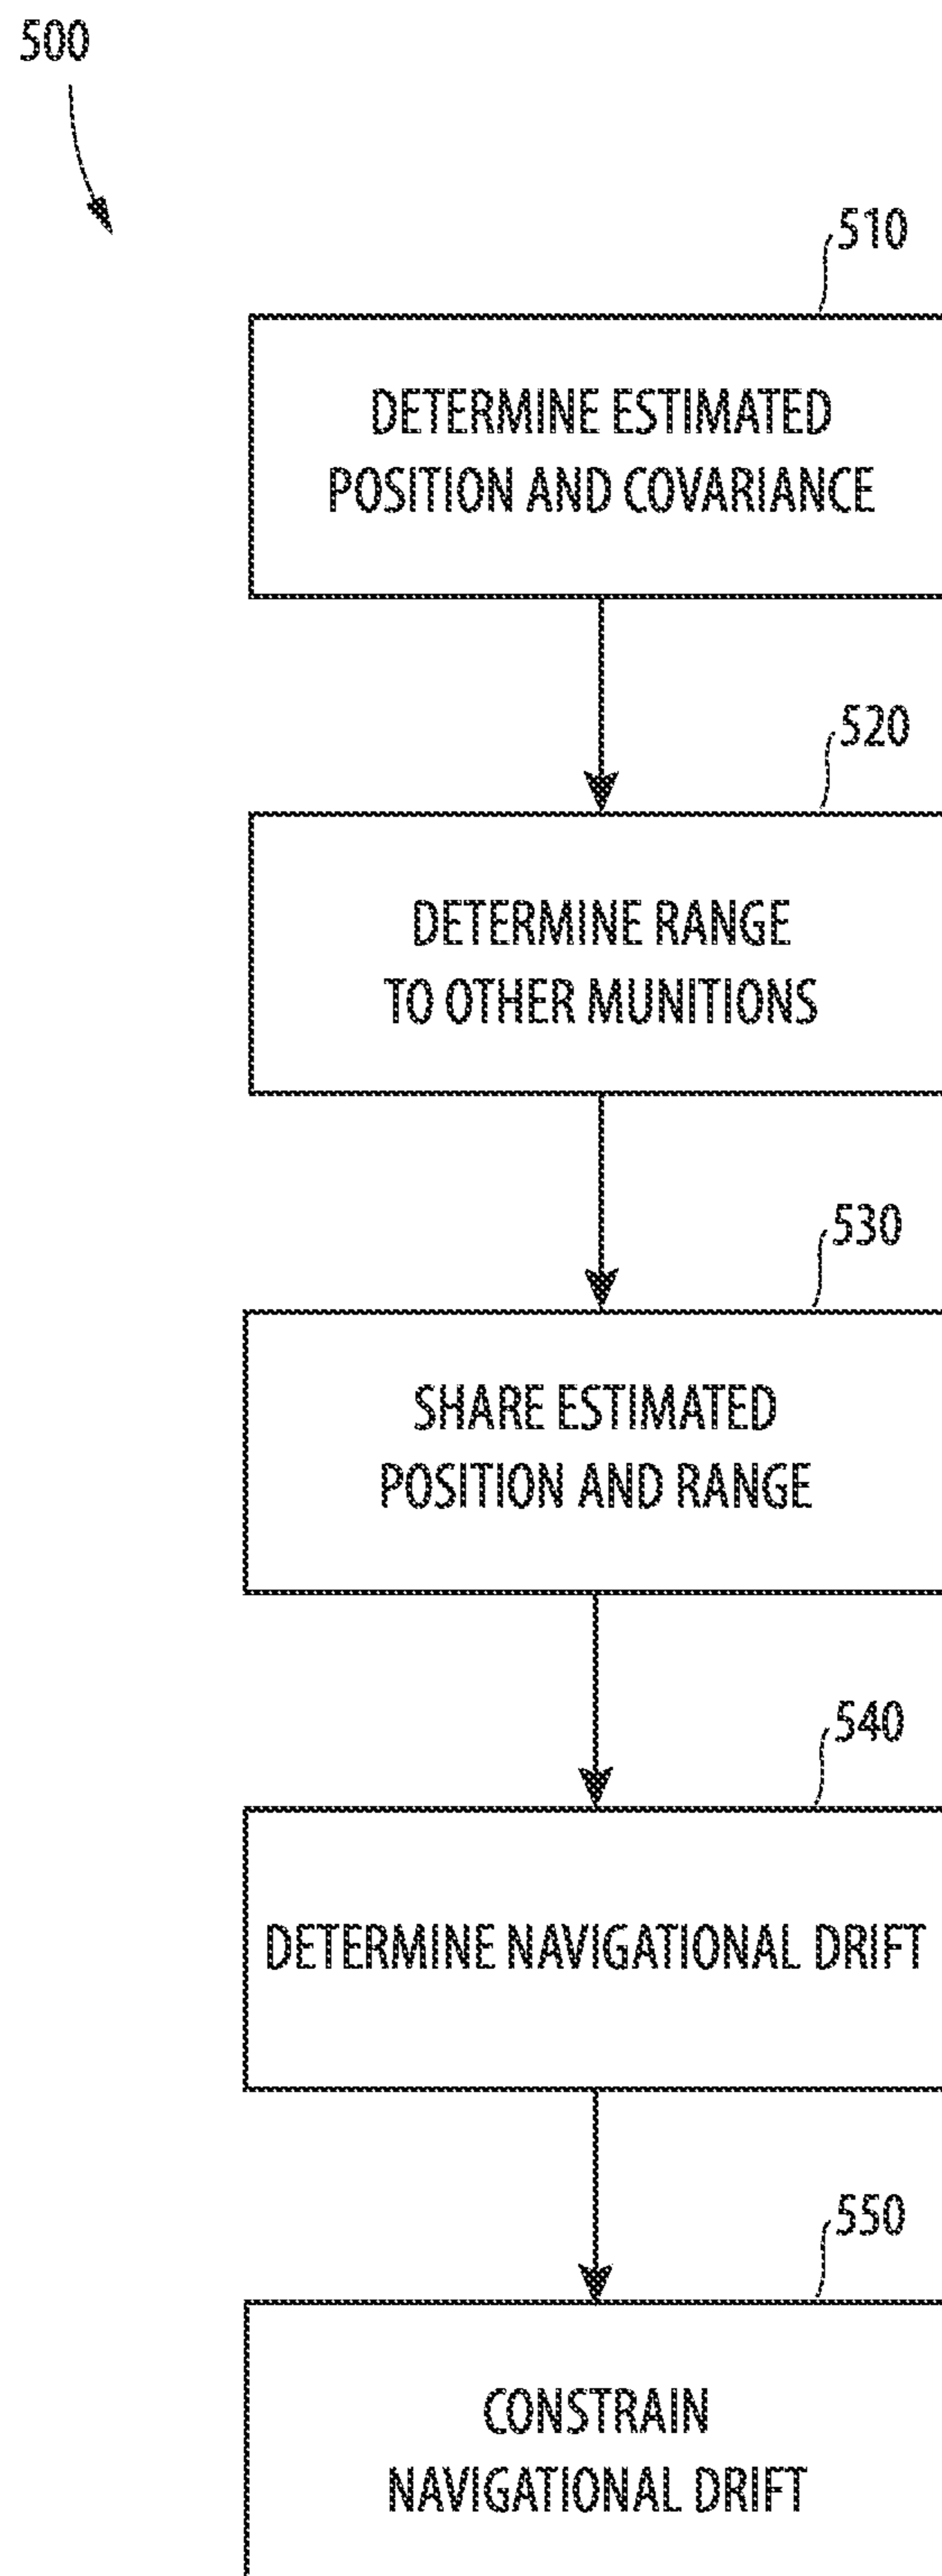 500
510
DETERMINE ESTIMATED
POSITION AND COVARIANCE
520
DETERMINE RANGE
TO OTHER MUNITIONS
530
SHARE ESTIMATED
POSITION AND RANGE
540
DETERMINE NAVIGATIONAL DRIFT
550
CONSTRAIN
NAVIGATIONAL DRIFT